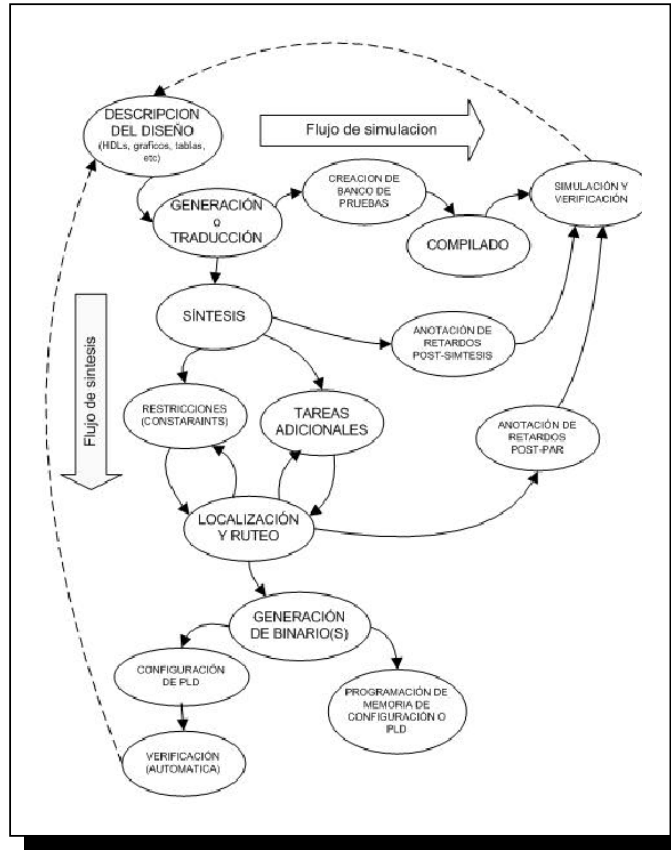 DESCRIPCION
DEL DISEÑO
(HDLs, graficos, tablas,
etc)
Flujo de simulacion
GENERACIÓN
o
TRADUCCIÓN
CREACION DE
BANCO DE
PRUEBAS
COMPILADO
SIMULACIÓN Y
VERIFICACIÓN
Flujo de sintesis
SÍNTESIS
ANOTACIÓN DE
RETARDOS
POST-SIMTESIS
RESTRICCIONES
(CONSTARAINTS)
TAREAS
ADICIONALES
ANOTACIÓN DE
RETARDOS
POST-PAR
LOCALIZACIÓN
Y RUTEO
GENERACIÓN
DE BINARIO(S)
CONFIGURACIÓN
DE PLD
PROGRAMACIÓN DE
MEMORIA DE
CONFIGURACIÓN O
PLD
VERIFICACIÓN
(AUTOMATICA)